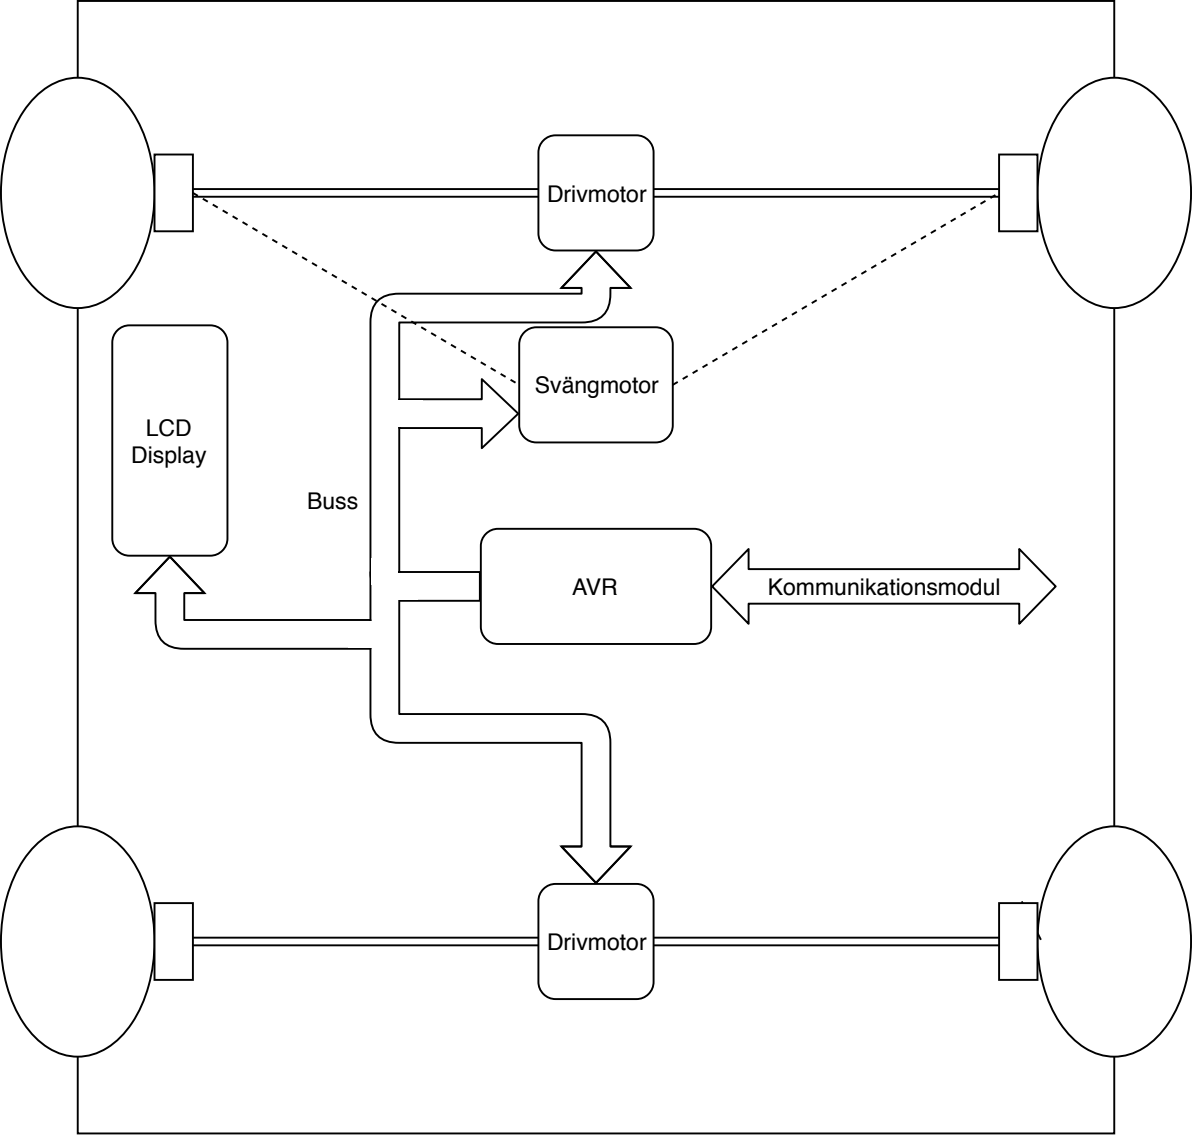 Drivmotor
Svängmotor
LCD
Display
Buss
AVR
Kommunikationsmodul
Drivmotor